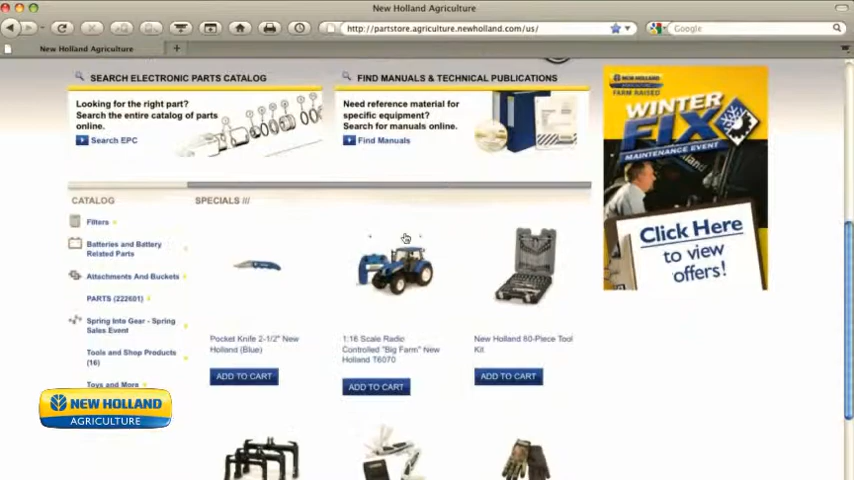 New Holland Agriculture
http://partstore.agriculture.newholland.com/us/
Google
New Holland Agriculture
SEARCH ELECTRONIC PARTS CATALOG
Looking for the right part?
Search the entire catalog of parts
online.
Search EPC
FIND MANUALS & TECHNICAL PUBLICATIONS
Need reference material for
specific equipment?
Search for manuals online.
Find Manuals
NEW HOLLAND
FARM RAISED
WINTER
FIX
MAINTENANCE EVENT
Click Here
to view
offers!
CATALOG
Filters
Batteries and Battery
Related Parts
Attachments And Buckets
PARTS (222601)
Spring Into Gear - Spring
Sales Event
Tools and Shop Products
(16)
Toys and More
SPECIALS ///
Pocket Knife 2-1/2" New
Holland (Blue)
ADD TO CART
1:16 Scale Radio
Controlled "Big Farm" New
Holland T6070
ADD TO CART
New Holland 80-Piece Tool
Kit
ADD TO CART
NEW HOLLAND
AGRICULTURE